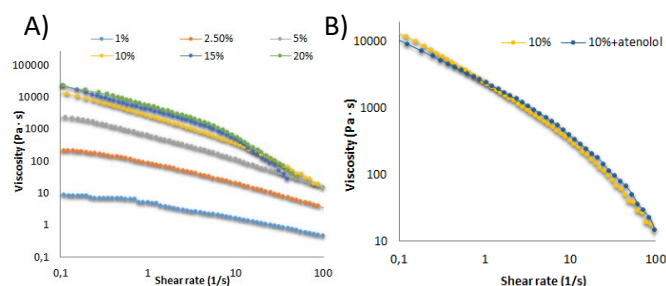 A)
1% 2.50% 5%
10% 15% 20%
Viscosity (Pa · s)
100000
10000
1000
100
10
1
0,1
0,1 1 10 100
Shear rate (1/s)
B)
10% 10%+atenolol
Viscosity (Pa · s)
10000
1000
100
10
0,1 1 10 100
Shear rate (1/s)